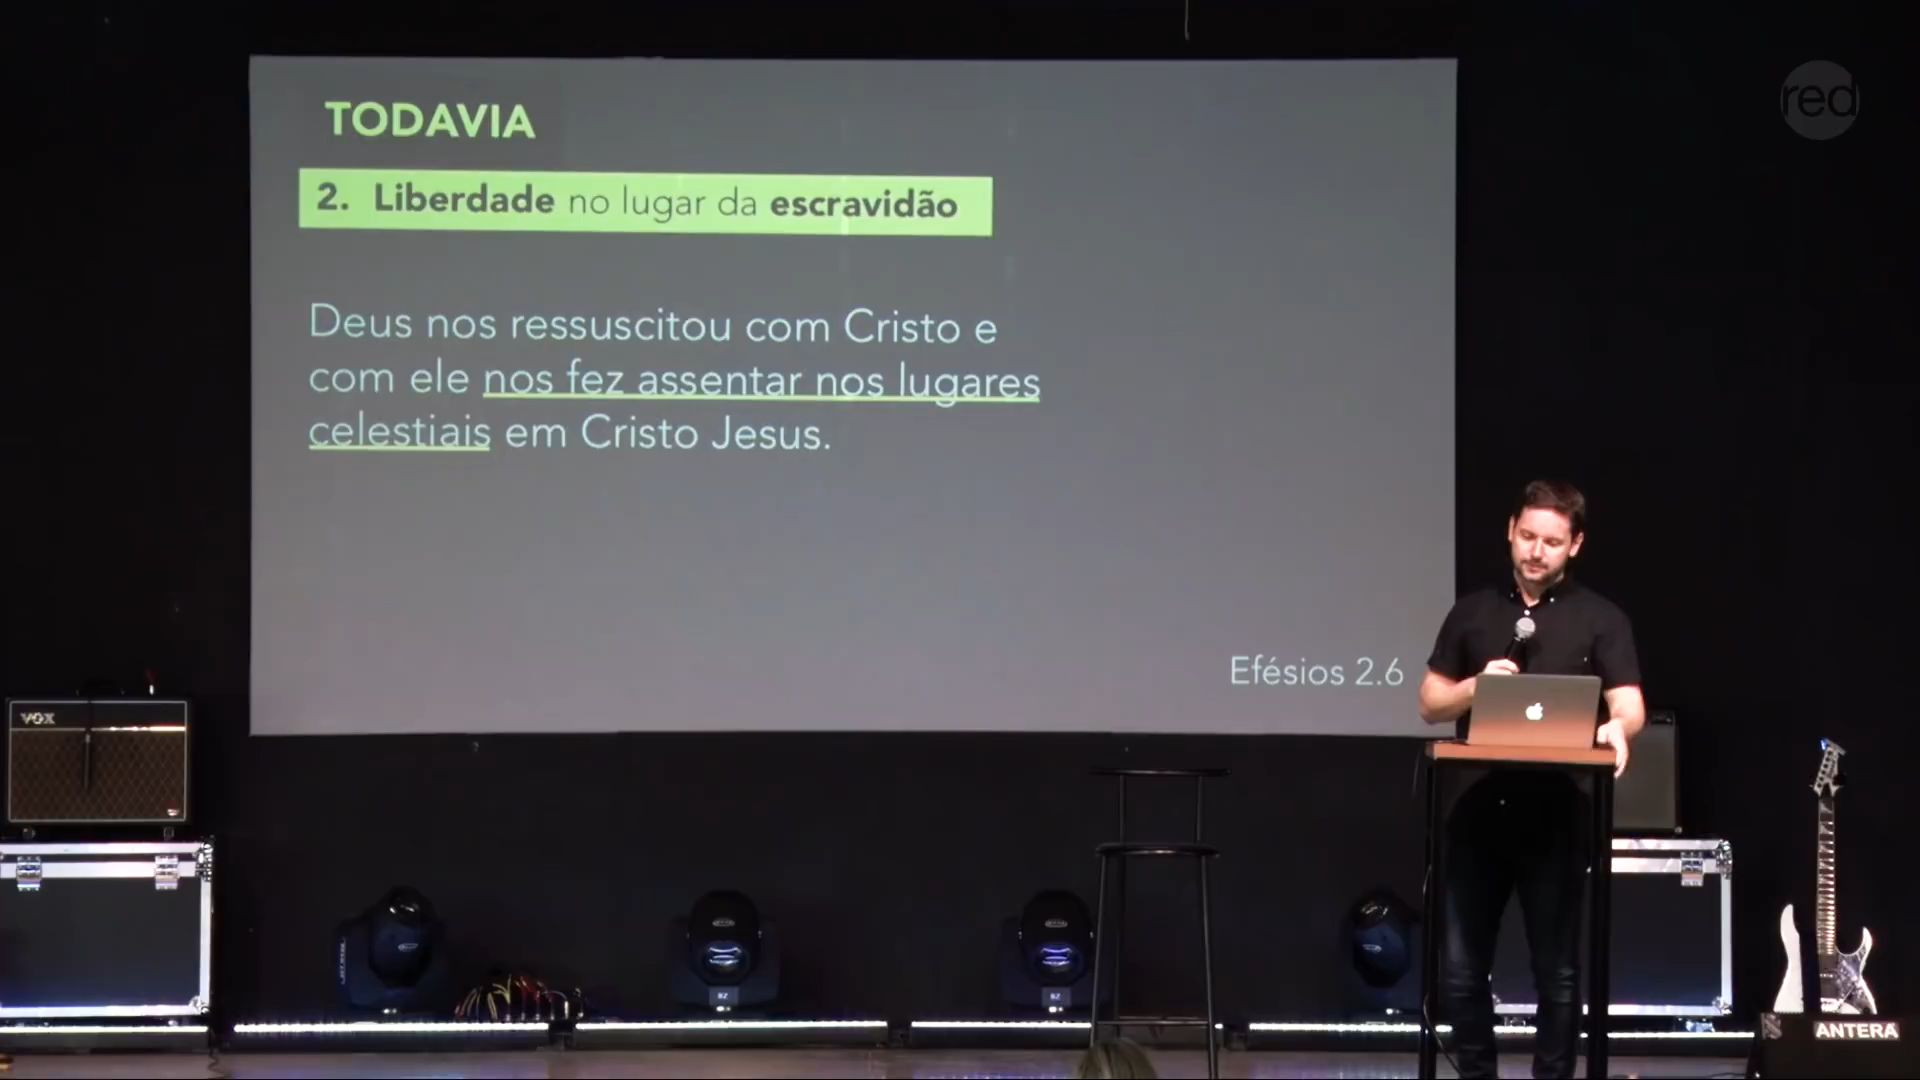 red
TODAVIA
2. Liberdade no lugar da escravidão
Deus nos ressuscitou com Cristo e
com ele nos fez assentar nos lugares
celestiais em Cristo Jesus.
Efésios 2.6
VOX
ANTERA